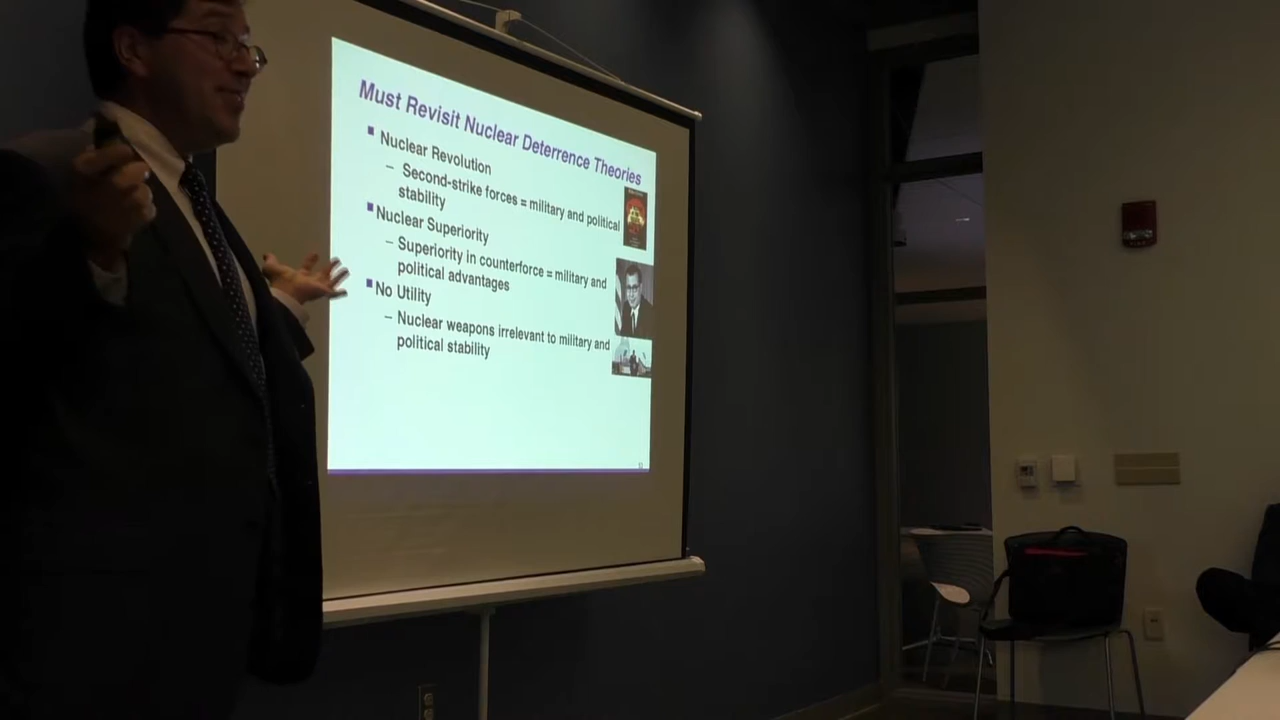 Must Revisit Nuclear Deterrence Theories
Nuclear Revolution
– Second-strike forces = military and political
stability
Nuclear Superiority
– Superiority in counterforce = military and
political advantages
No Utility
– Nuclear weapons irrelevant to military and
political stability